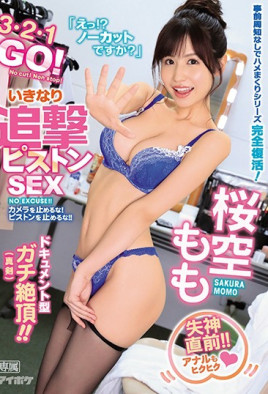 3・2・1
GO!
No cut! Non stop!
いきなり
追撃
ピストン
SEX
NO EXCUSE!!
カメラを止めるな!
ピストンを止めるな!!
ドキュメント型
ガチ絶頂!!
(真剣)
専属
アイポケ
「えっ!?
ノーカット
ですか?」
事前周知なしでハメまくりシリーズ
完全復活!
桜空
もも
SAKURA
MOMO
失神
直前!!
アナルも
ヒクヒク